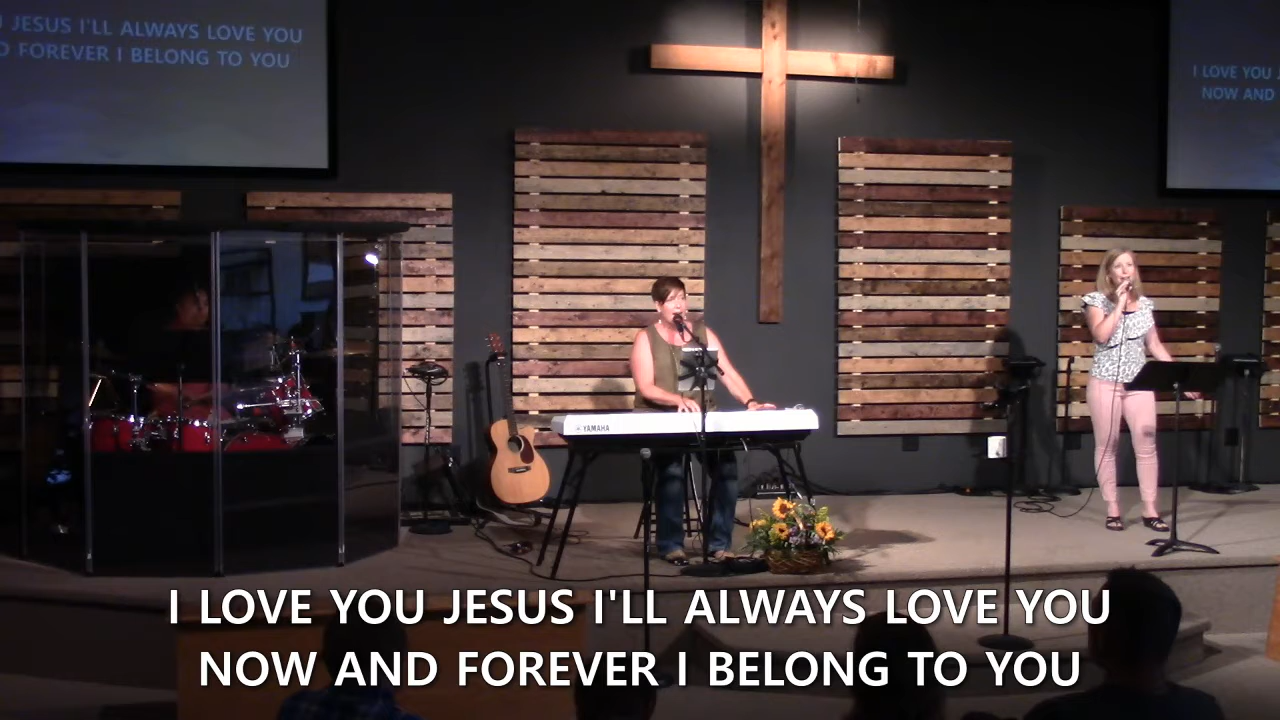 JESUS I'LL ALWAYS LOVE YOU
FOREVER I BELONG TO YOU
I LOVE YOU
NOW AND
YAMAHA
I LOVE YOU JESUS I'LL ALWAYS LOVE YOU
NOW AND FOREVER I BELONG TO YOU